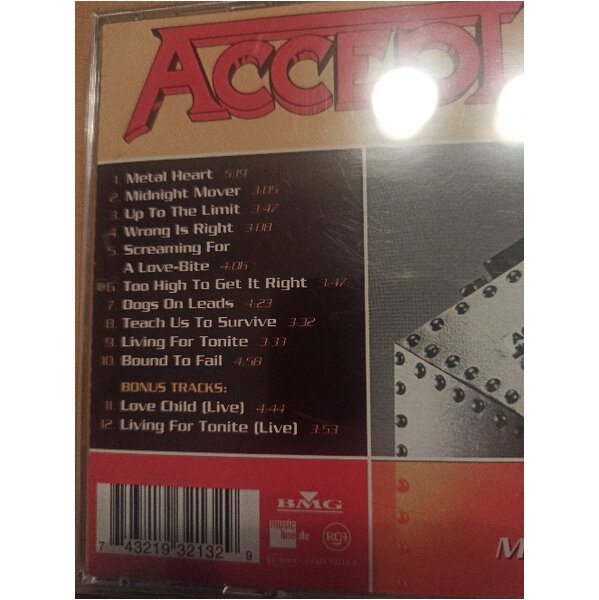 ACCEPT
1. Metal Heart 5:19
2. Midnight Mover 3:05
3. Up To The Limit 3:47
4. Wrong Is Right 3:08
5. Screaming For
A Love-Bite 4:06
6. Too High To Get It Right 3:47
7. Dogs On Leads 4:23
8. Teach Us To Survive 3:32
9. Living For Tonite 3:33
10. Bound To Fail 4:58
BONUS TRACKS:
11. Love Child (Live) 4:44
12. Living For Tonite (Live) 3:53
BMG
music
line.de
RCA
7 43219 32132 9
M